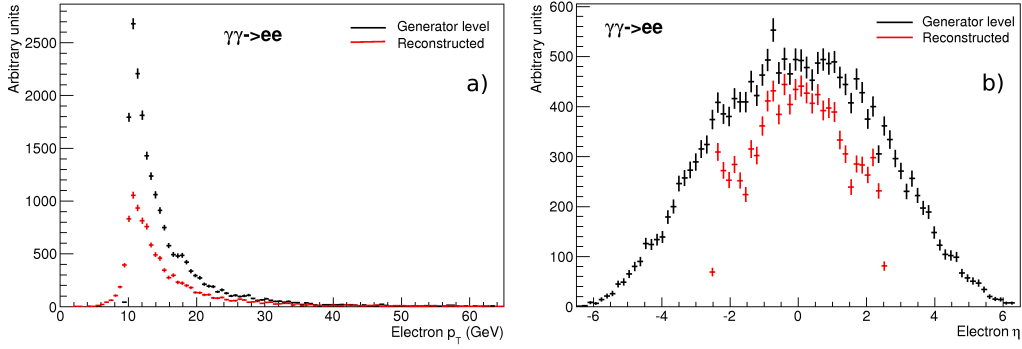 Arbitrary units
γγ->ee
Generator level
Reconstructed
a)
2500
2000
1500
1000
500
0
0 10 20 30 40 50 60
Electron p_T (GeV)
Arbitrary units
γγ->ee
Generator level
Reconstructed
b)
600
500
400
300
200
100
0
-6 -4 -2 0 2 4 6
Electron η